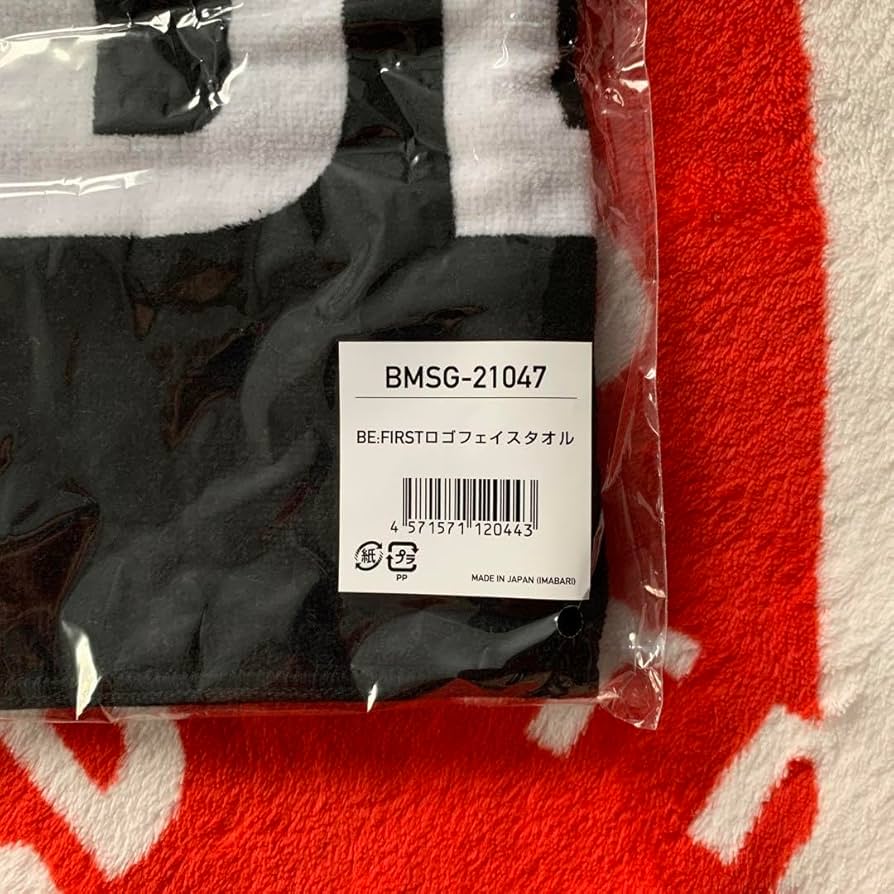 BMSG-21047
BE:FIRSTロゴフェイスタオル
4 571571 120443
紙 プラ
PP
MADE IN JAPAN (IMABARI)